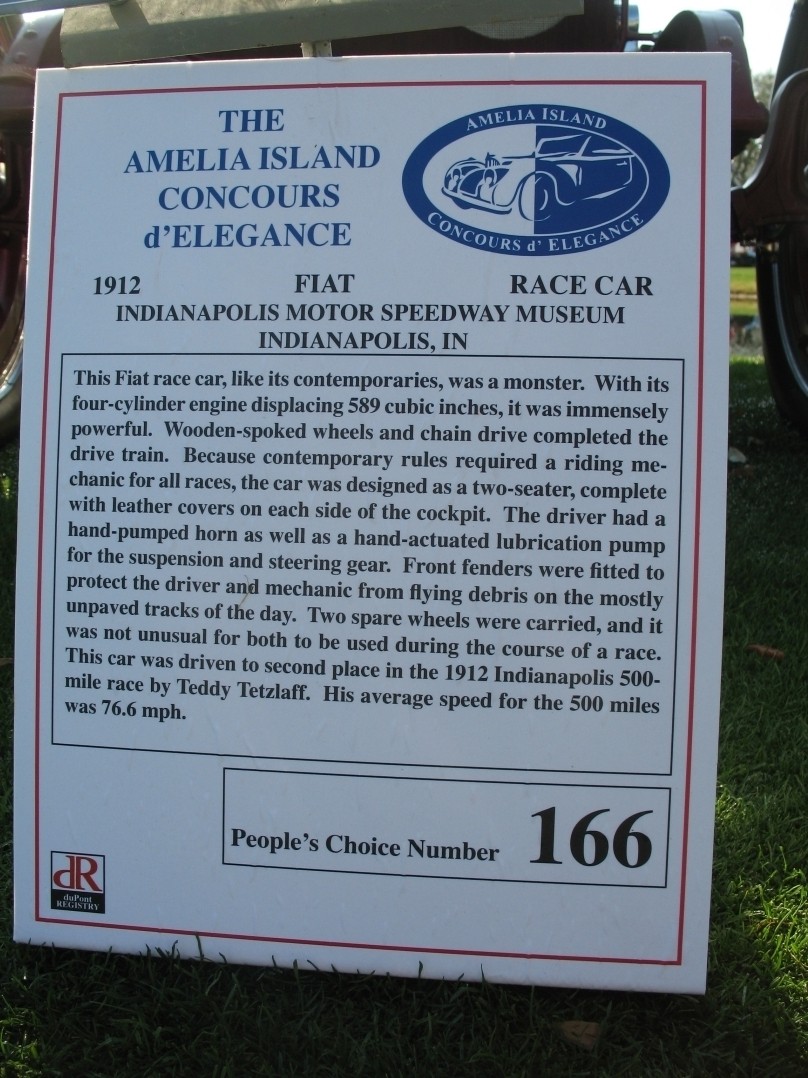 THE
AMELIA ISLAND
CONCOURS
d'ELEGANCE
AMELIA ISLAND
CONCOURS d' ELEGANCE
1912 FIAT RACE CAR
INDIANAPOLIS MOTOR SPEEDWAY MUSEUM
INDIANAPOLIS, IN
This Fiat race car, like its contemporaries, was a monster. With its
four-cylinder engine displacing 589 cubic inches, it was immensely
powerful. Wooden-spoked wheels and chain drive completed the
drive train. Because contemporary rules required a riding me-
chanic for all races, the car was designed as a two-seater, complete
with leather covers on each side of the cockpit. The driver had a
hand-pumped horn as well as a hand-actuated lubrication pump
for the suspension and steering gear. Front fenders were fitted to
protect the driver and mechanic from flying debris on the mostly
unpaved tracks of the day. Two spare wheels were carried, and it
was not unusual for both to be used during the course of a race.
This car was driven to second place in the 1912 Indianapolis 500-
mile race by Teddy Tetzlaff. His average speed for the 500 miles
was 76.6 mph.
People's Choice Number 166
dR
duPont
REGISTRY